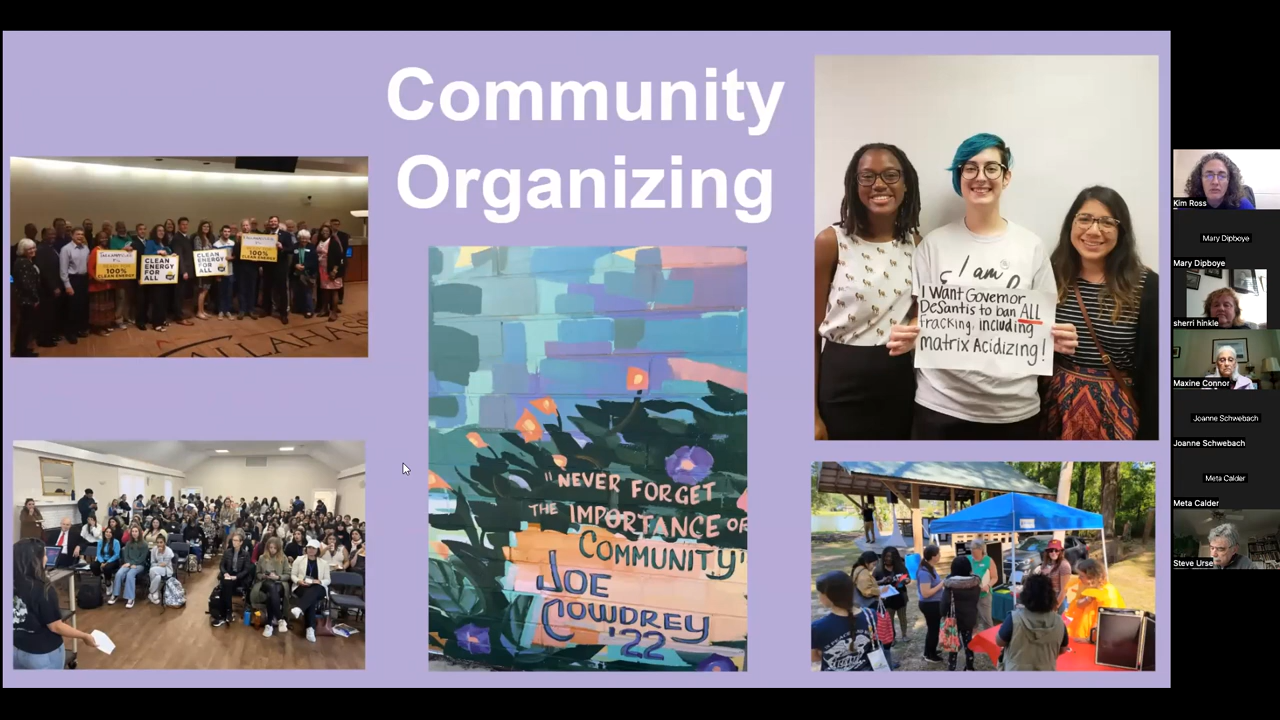 Community
Organizing
100%
CLEAN ENERGY
CLEAN
ENERGY
FOR
ALL
CLEAN
ENERGY
FOR
ALL
100%
CLEAN ENERGY
TALLAHAS
I am
I Want Governor
DeSantis to ban ALL
fracking, including
matrix Acidizing!
"NEVER FORGET
THE IMPORTANCE OF
COMMUNITY"
JOE
COWDREY
'22
Kim Ross
Mary Dipboye
Mary Dipboye
sherri hinkle
Maxine Connor
Joanne Schwebach
Joanne Schwebach
Meta Calder
Meta Calder
Steve Urse